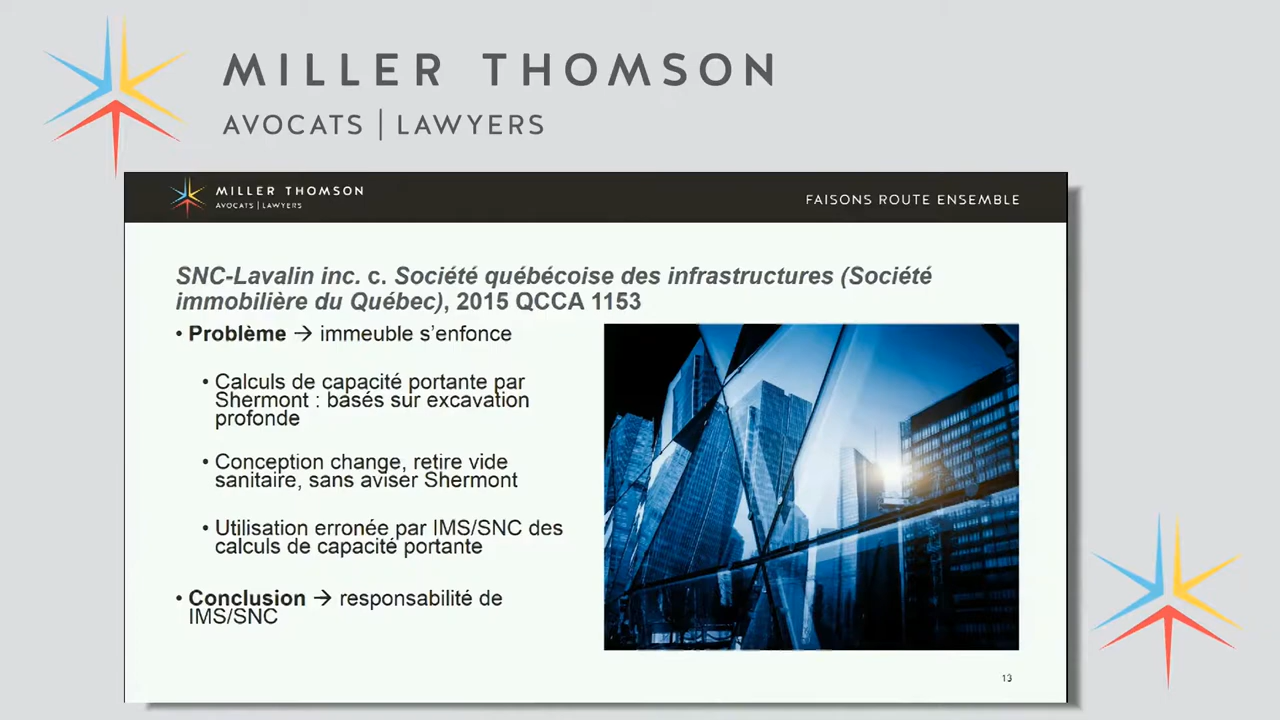 MILLER THOMSON
AVOCATS | LAWYERS
MILLER THOMSON
AVOCATS | LAWYERS
FAISONS ROUTE ENSEMBLE
SNC-Lavalin inc. c. Société québécoise des infrastructures (Société
immobilière du Québec), 2015 QCCA 1153
• Problème → immeuble s’enfonce
• Calculs de capacité portante par
Shermont : basés sur excavation
profonde
• Conception change, retire vide
sanitaire, sans aviser Shermont
• Utilisation erronée par IMS/SNC des
calculs de capacité portante
• Conclusion → responsabilité de
IMS/SNC
13